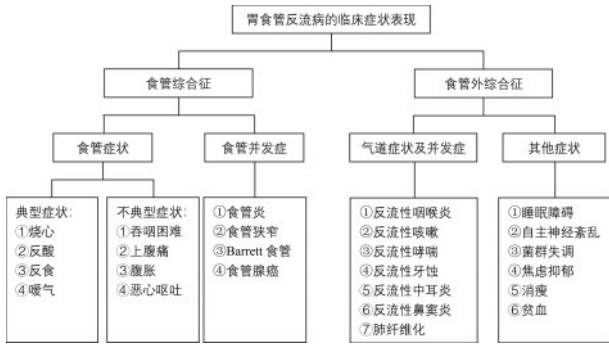 胃食管反流病的临床症状表现
食管综合征
食管外综合征
食管症状
食管并发症
气道症状及并发症
其他症状
典型症状:
①烧心
②反酸
③反食
④嗳气
不典型症状:
①吞咽困难
②上腹痛
③腹胀
④恶心呕吐
①食管炎
②食管狭窄
③Barrett 食管
④食管腺癌
①反流性咽喉炎
②反流性咳嗽
③反流性哮喘
④反流性牙蚀
⑤反流性中耳炎
⑥反流性鼻窦炎
⑦肺纤维化
①睡眠障碍
②自主神经紊乱
③菌群失调
④焦虑抑郁
⑤消瘦
⑥贫血